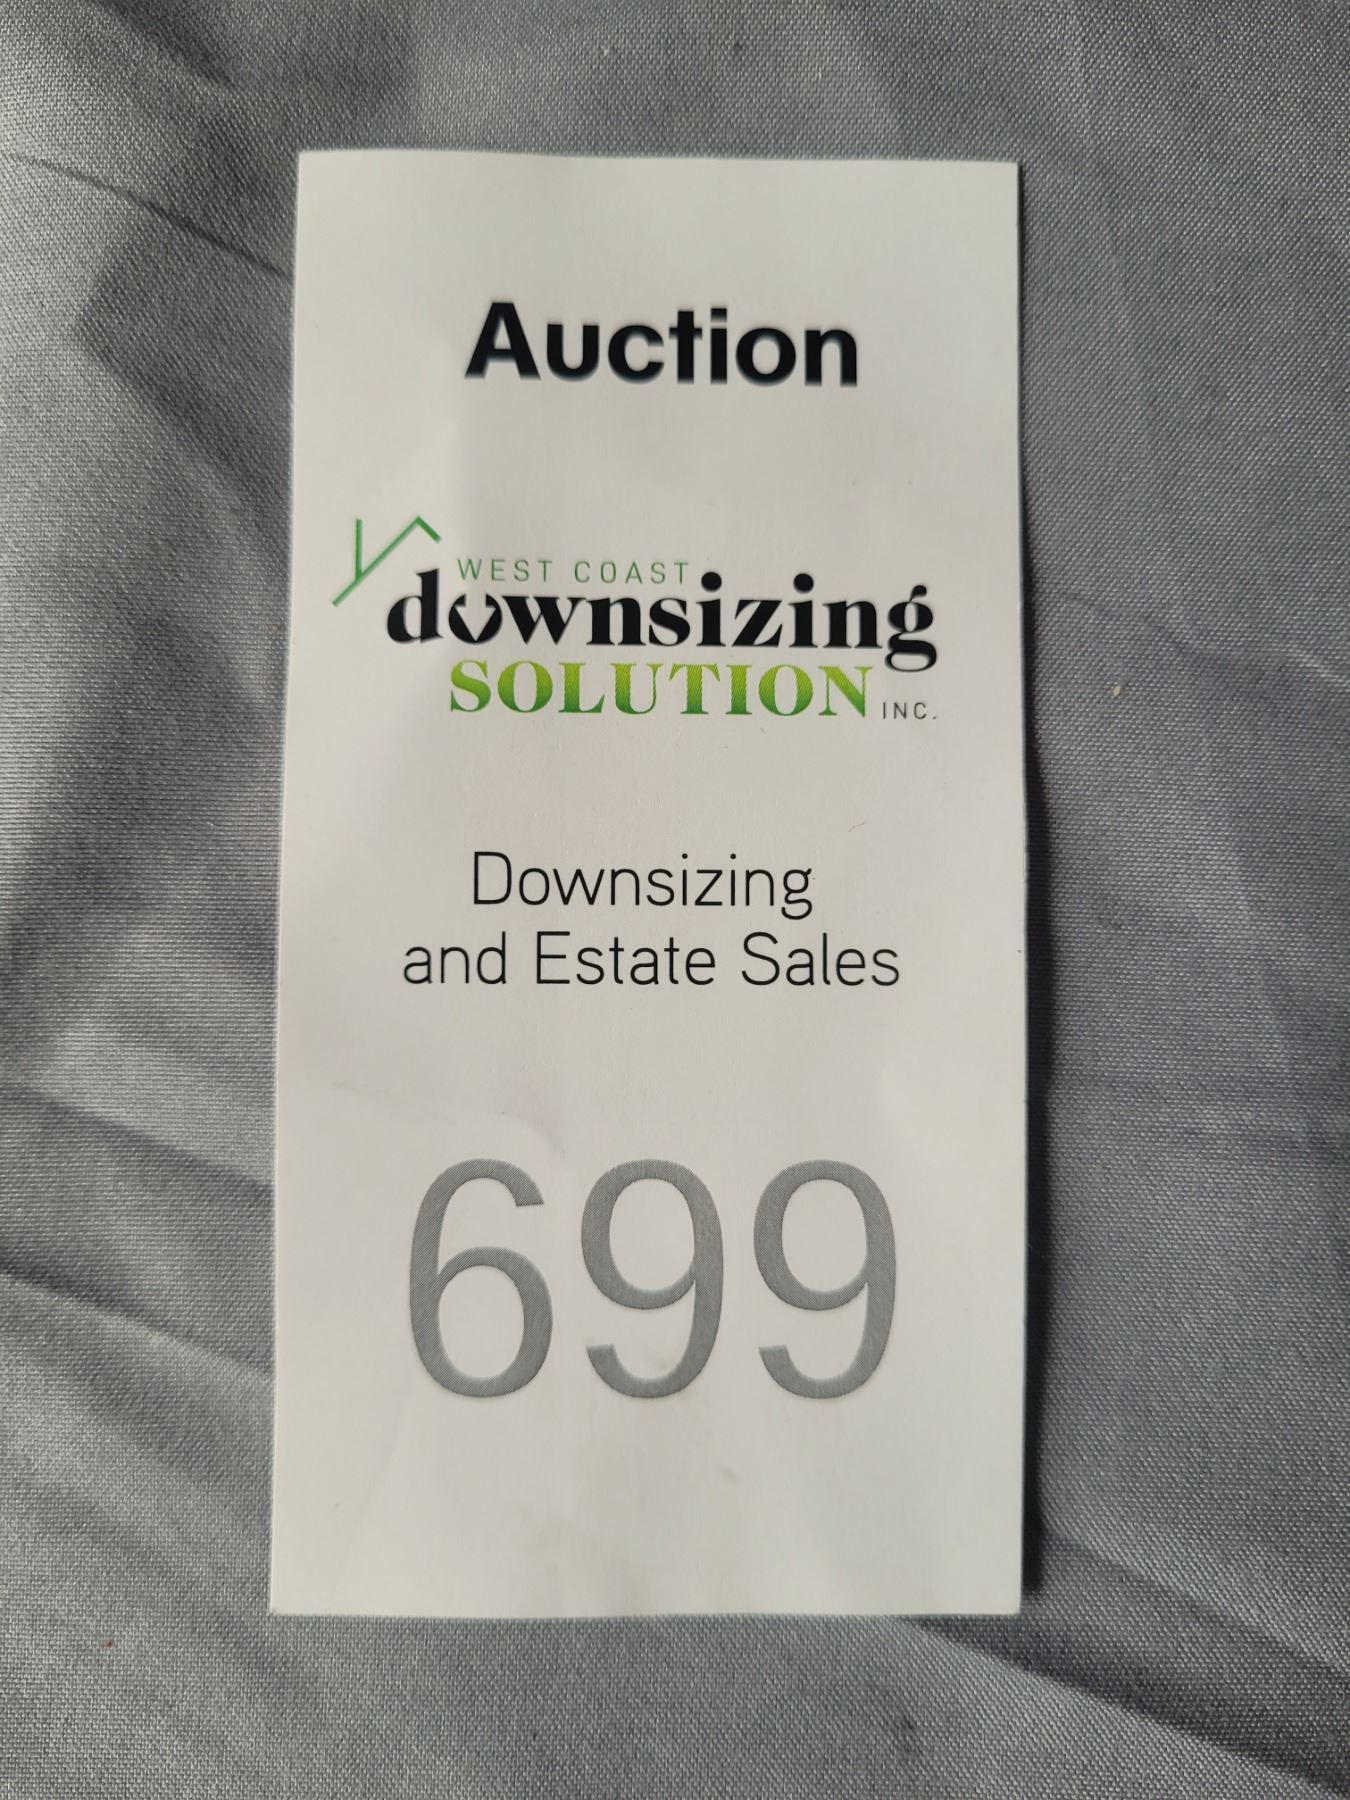 Auction
WEST COAST
downsizing
SOLUTION INC.
Downsizing
and Estate Sales
699